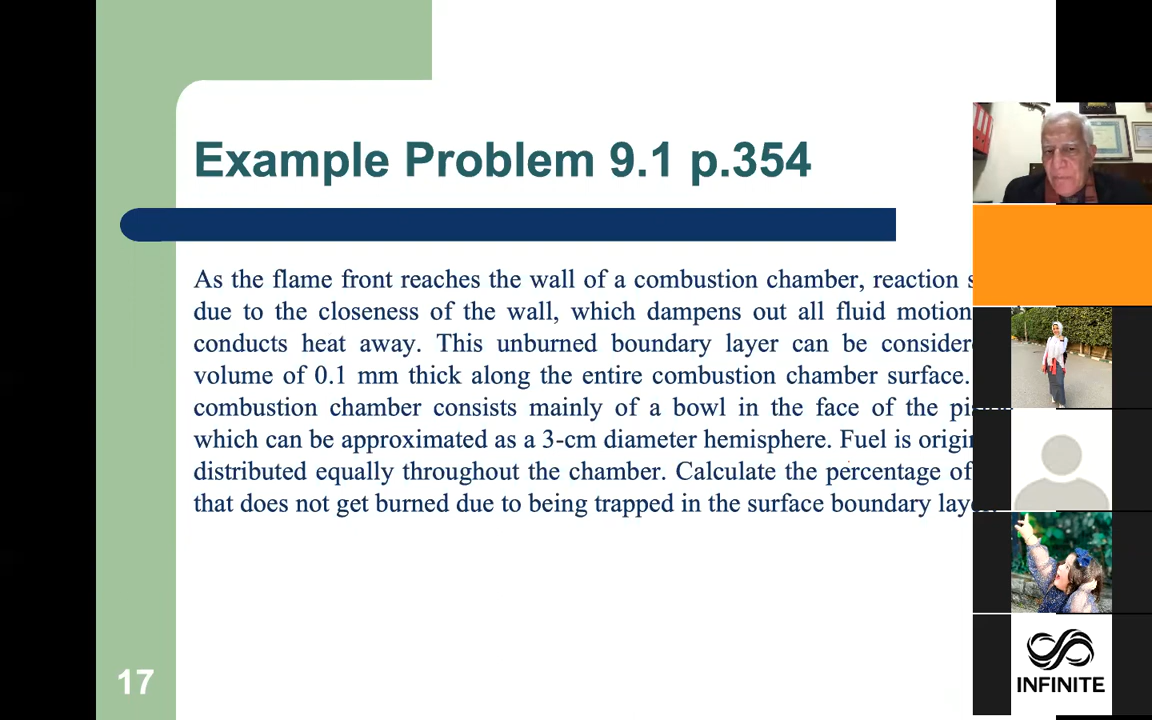 Example Problem 9.1 p.354
As the flame front reaches the wall of a combustion chamber, reaction
due to the closeness of the wall, which dampens out all fluid motion
conducts heat away. This unburned boundary layer can be
volume of 0.1 mm thick along the entire combustion chamber surface.
combustion chamber consists mainly of a bowl in the face of the
which can be approximated as a 3-cm diameter hemisphere. Fuel is
distributed equally throughout the chamber. Calculate the percentage of
that does not get burned due to being trapped in the surface boundary
17
INFINITE